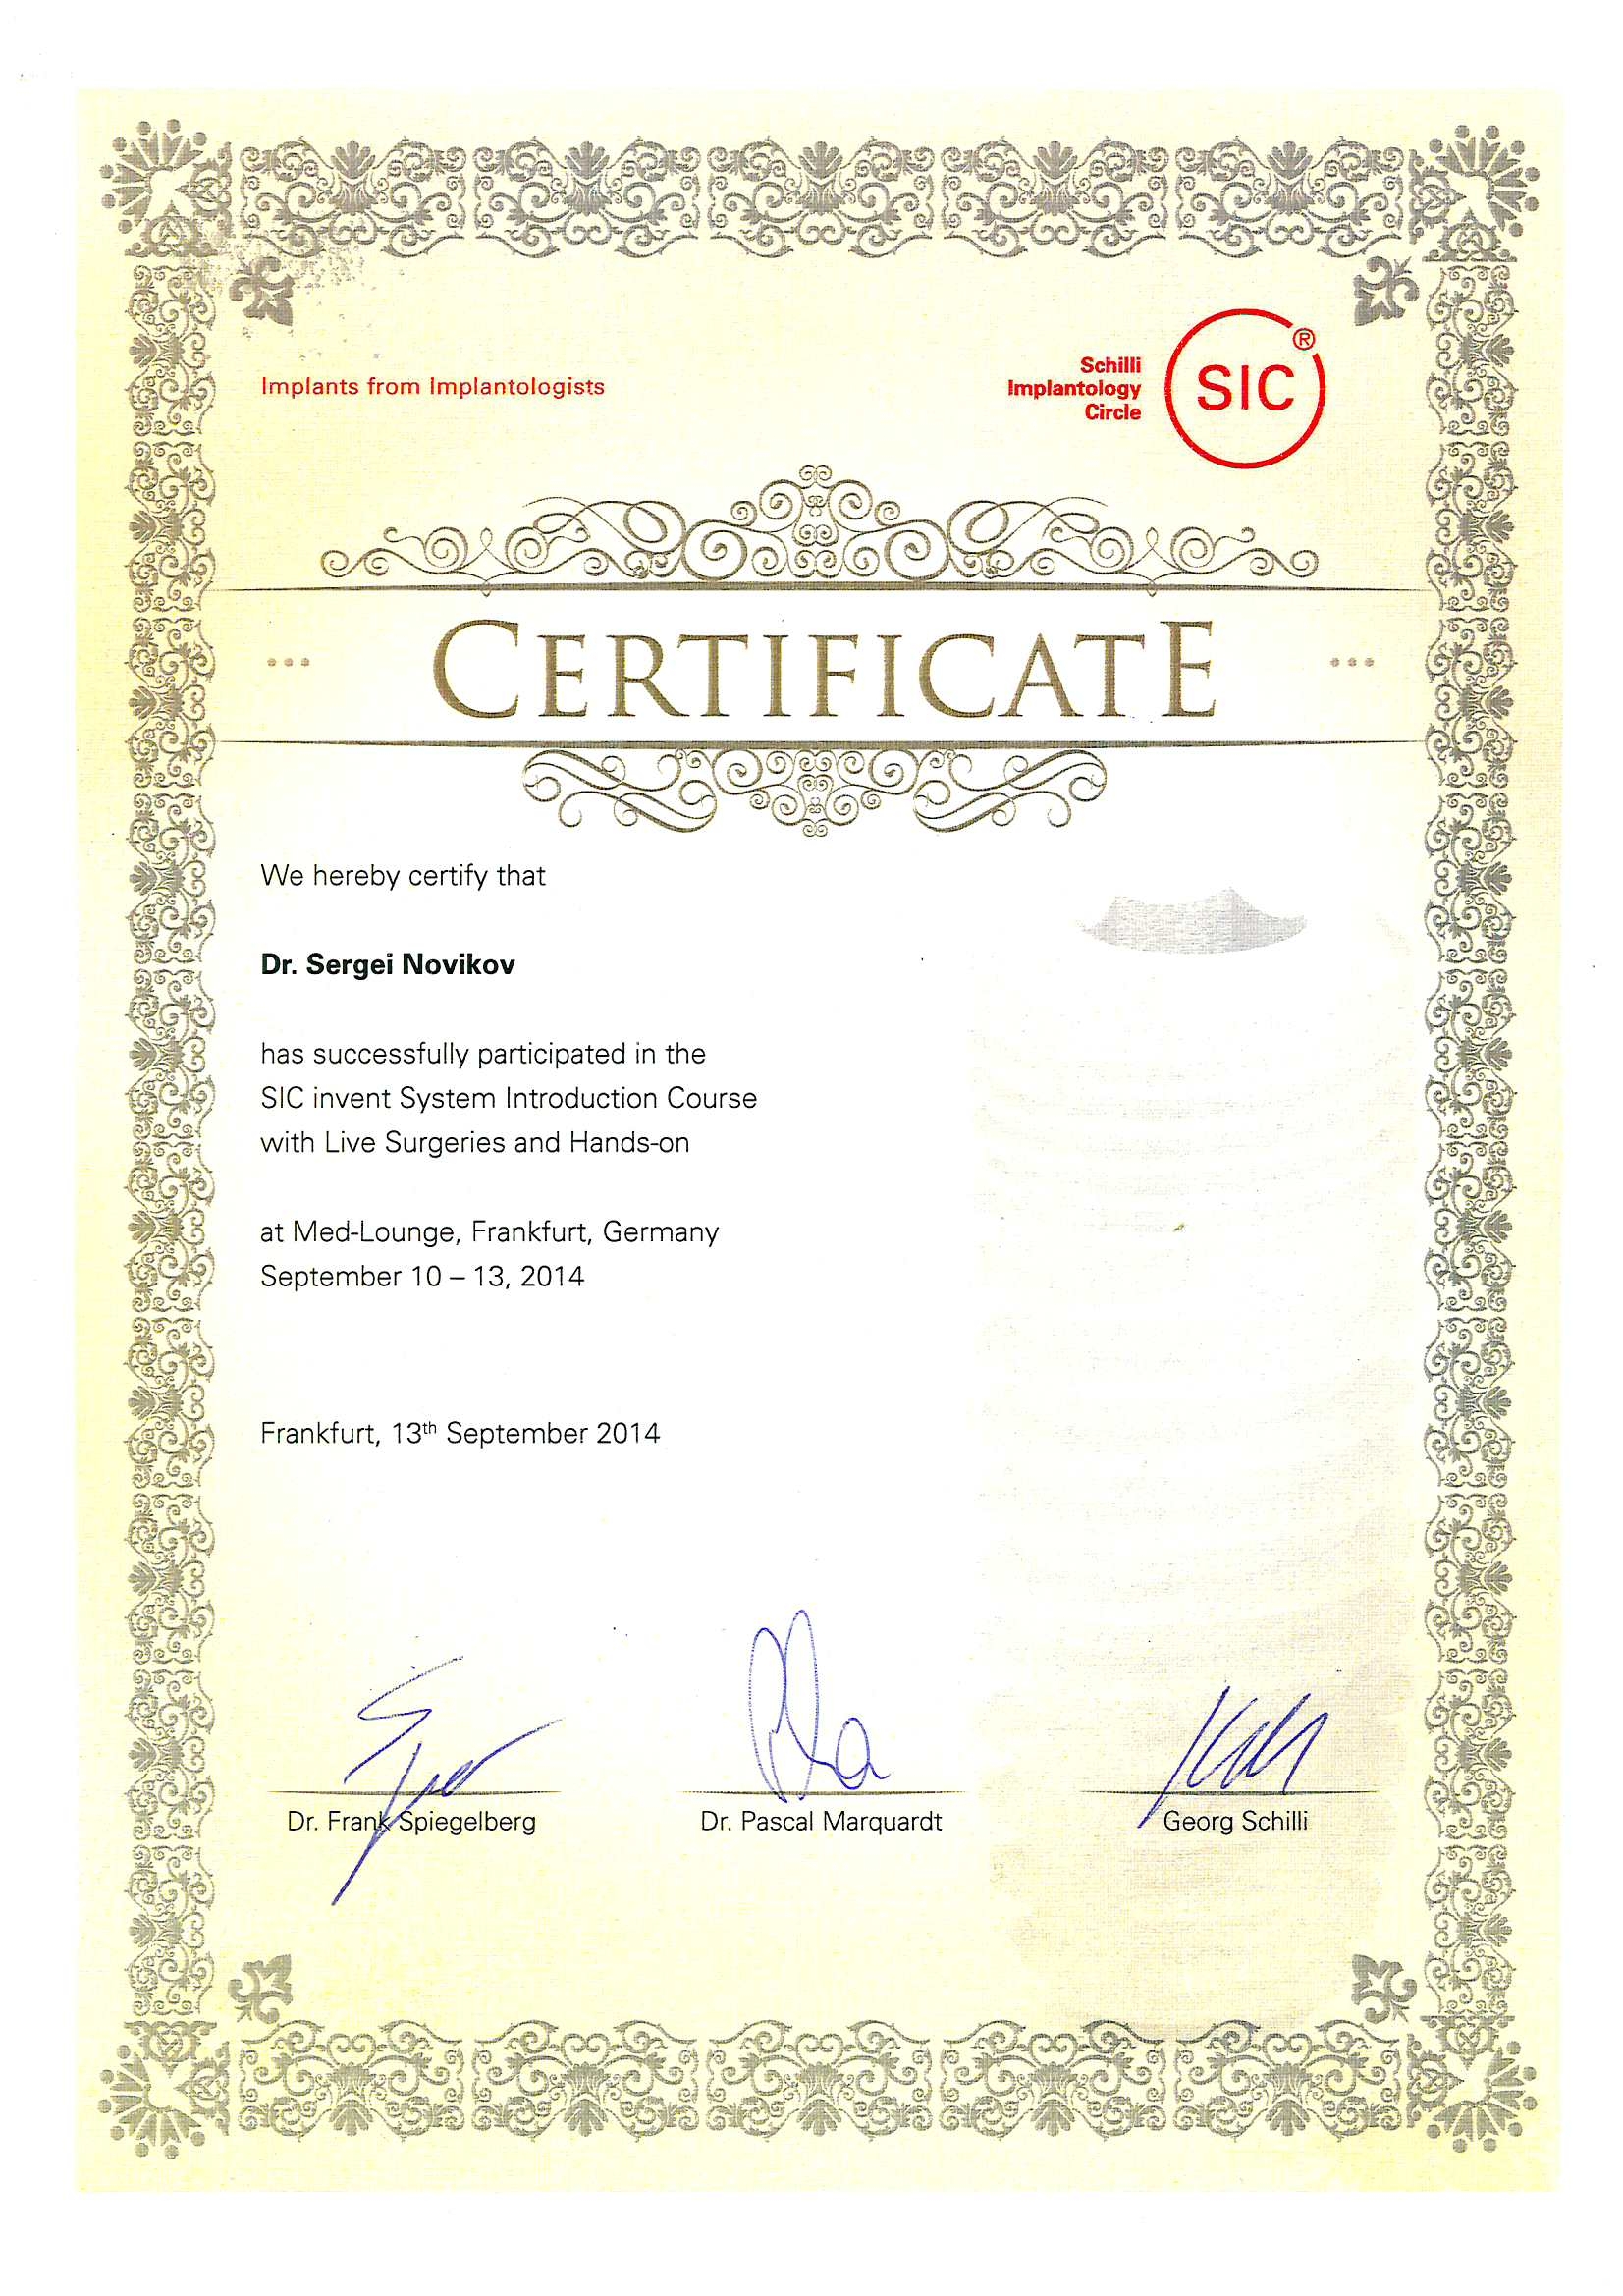 Implants from Implantologists
Schilli
Implantology
Circle
SIC®
CERTIFICATE
We hereby certify that
Dr. Sergei Novikov
has successfully participated in the
SIC invent System Introduction Course
with Live Surgeries and Hands-on
at Med-Lounge, Frankfurt, Germany
September 10 – 13, 2014
Frankfurt, 13th September 2014
Dr. Frank Spiegelberg
Dr. Pascal Marquardt
Georg Schilli